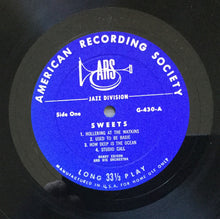 AMERICAN RECORDING SOCIETY
ARS
JAZZ DIVISION
Side One
G-430-A
SWEETS
1. HOLLERING AT THE WATKINS
2. USED TO BE BASIE
3. HOW DEEP IS THE OCEAN
4. STUDIO CALL
HARRY EDISON
AND HIS ORCHESTRA
LONG 33⅓ PLAY
MANUFACTURED IN U.S.A. FOR HOME USE ONLY